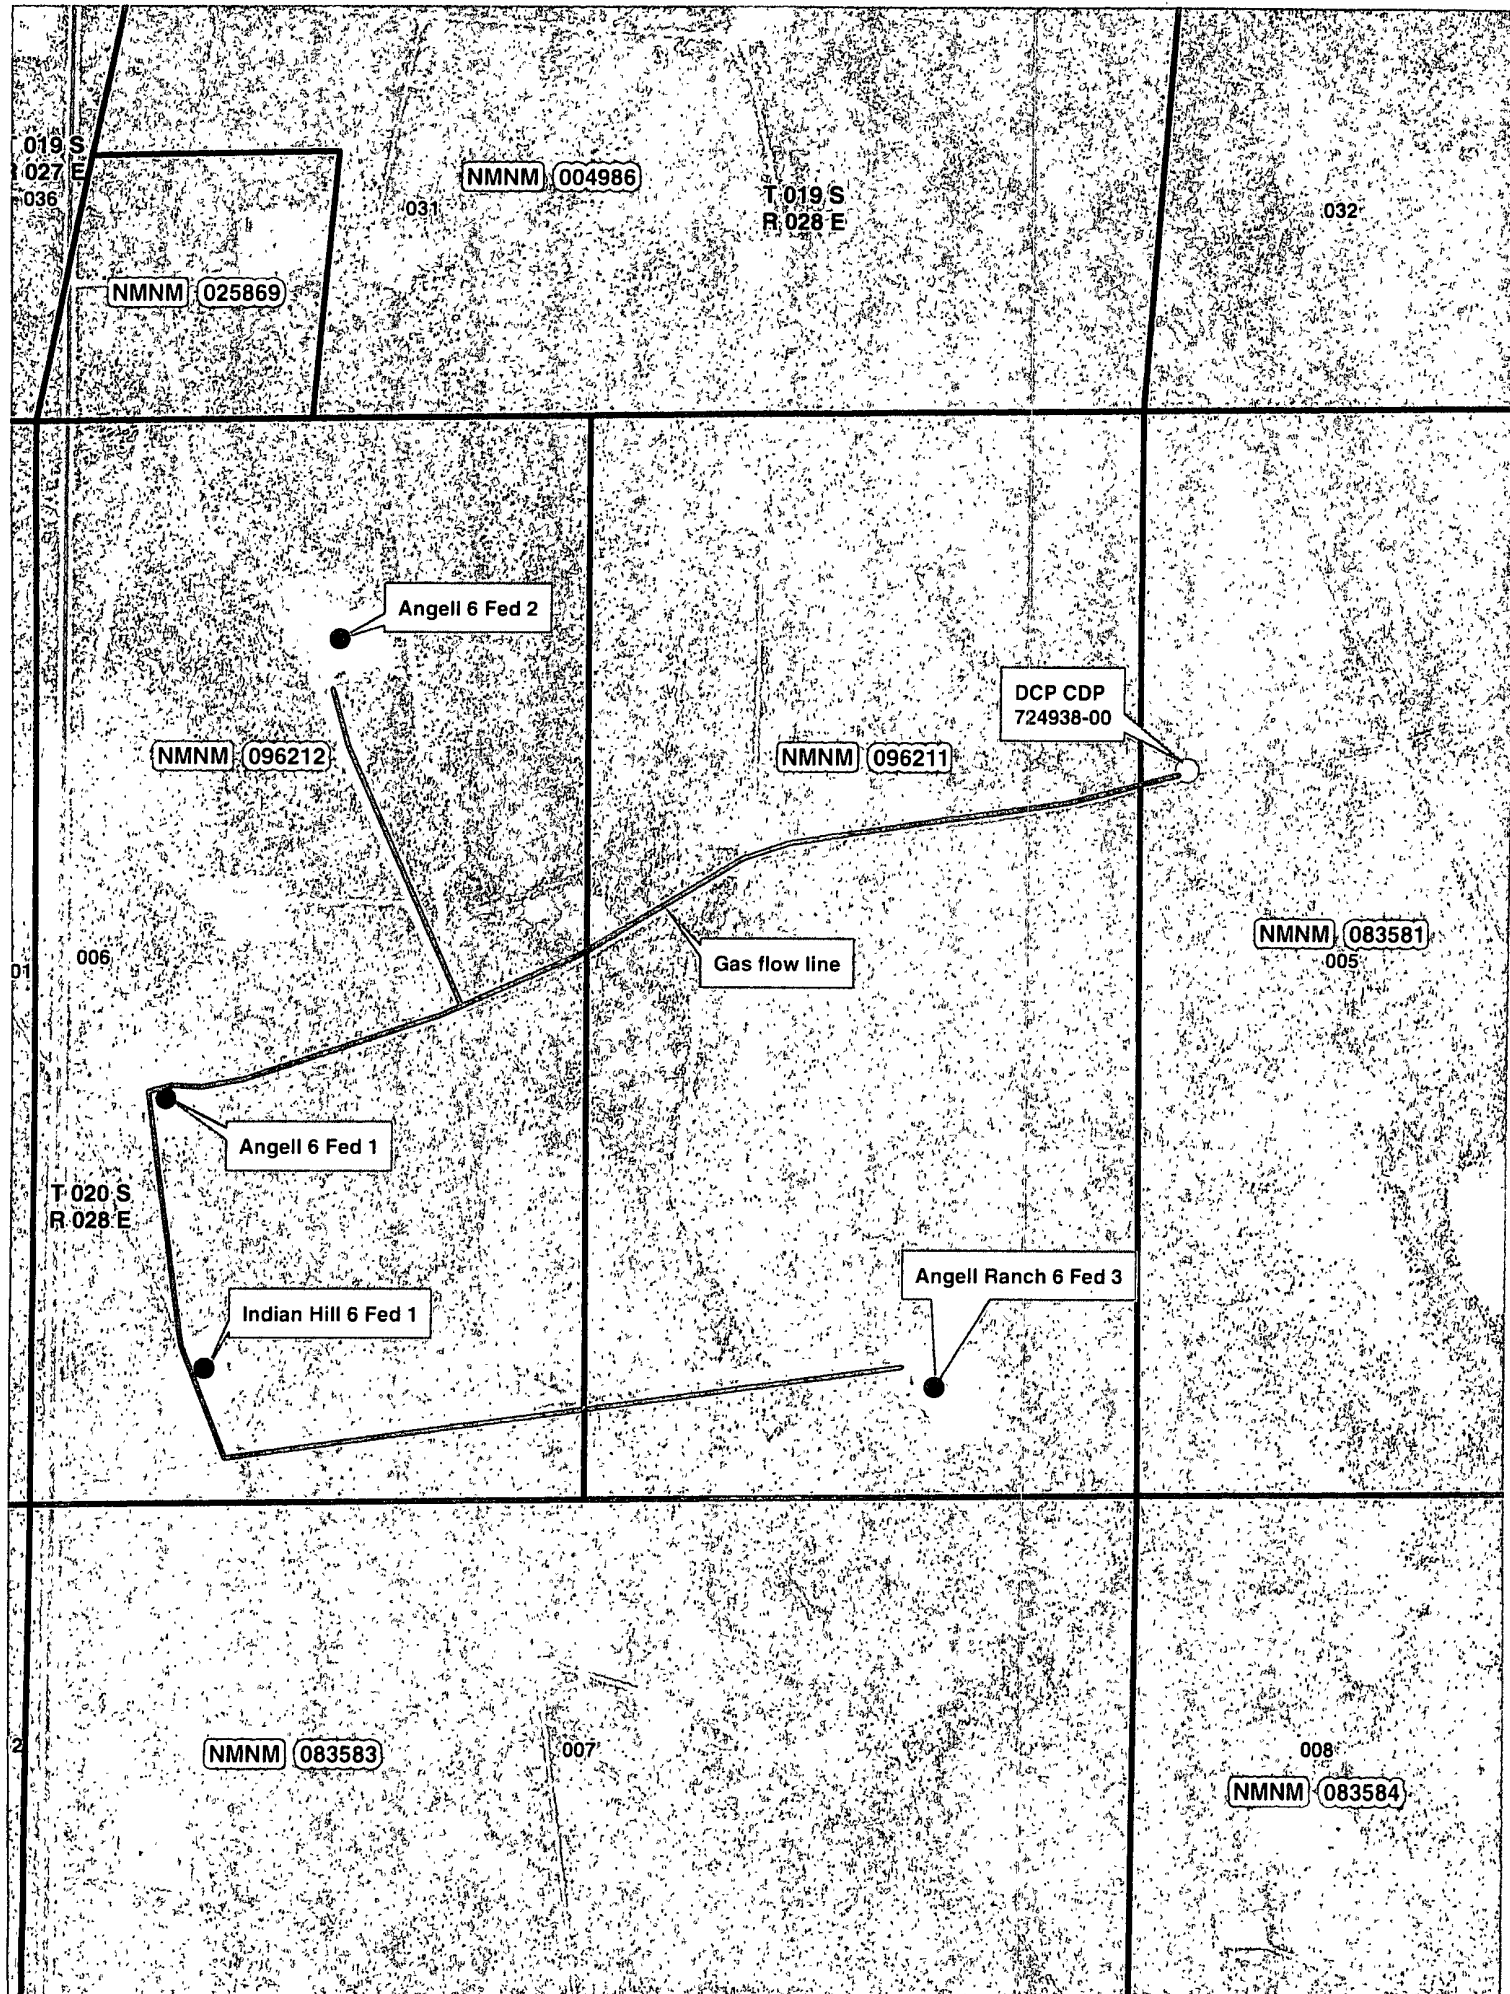 019 S
027 E
036
NMNM 004986
031
T 019 S
R 028 E
032
NMNM 025869
Angell 6 Fed 2
DCP CDP
724938-00
NMNM 096212
NMNM 096211
NMNM 083581
005
Gas flow line
01
006
Angell 6 Fed 1
T 020 S
R 028 E
Angell Ranch 6 Fed 3
Indian Hill 6 Fed 1
2
NMNM 083583
007
008
NMNM 083584